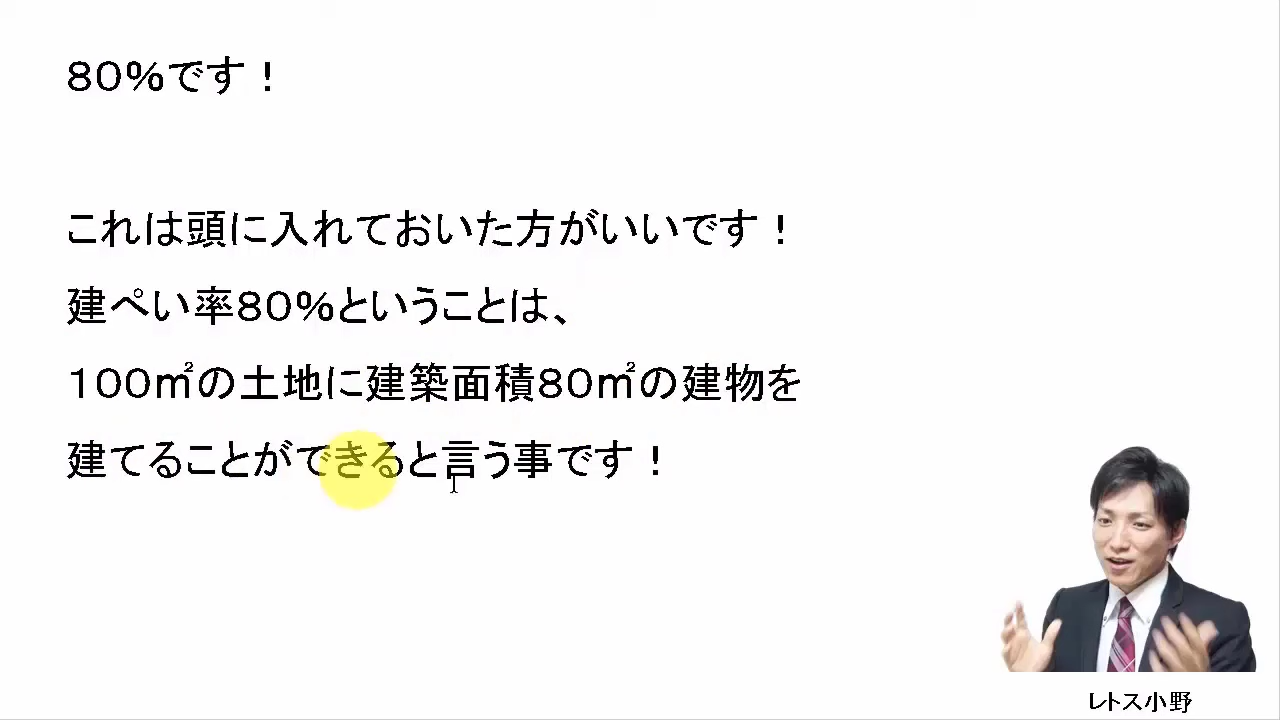 80%です！
これは頭に入れておいた方がいいです！
建ぺい率80%ということは、
100㎡の土地に建築面積80㎡の建物を
建てることができると言う事です！
レトス小野